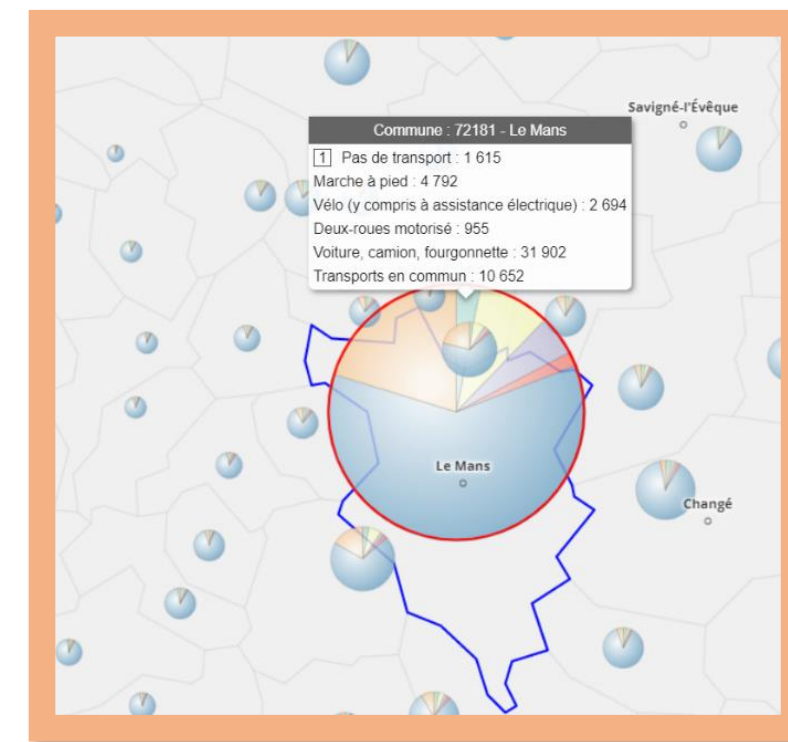 Savigné-l'Évêque
Commune : 72181 - Le Mans
1 Pas de transport : 1 615
Marche à pied : 4 792
Vélo (y compris à assistance électrique) : 2 694
Deux-roues motorisé : 955
Voiture, camion, fourgonnette : 31 902
Transports en commun : 10 652
Le Mans
Changé